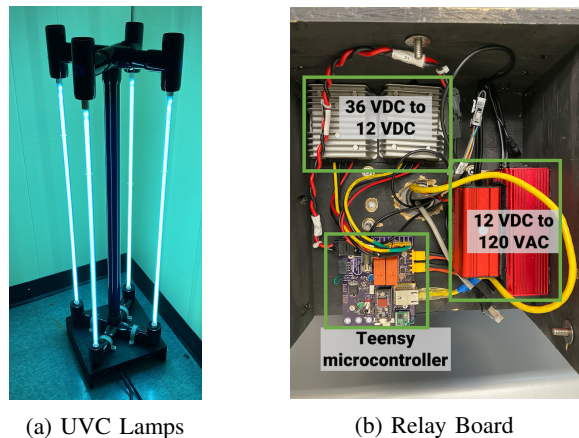 36 VDC to
12 VDC
12 VDC to
120 VAC
Teensy
microcontroller
(a) UVC Lamps
(b) Relay Board